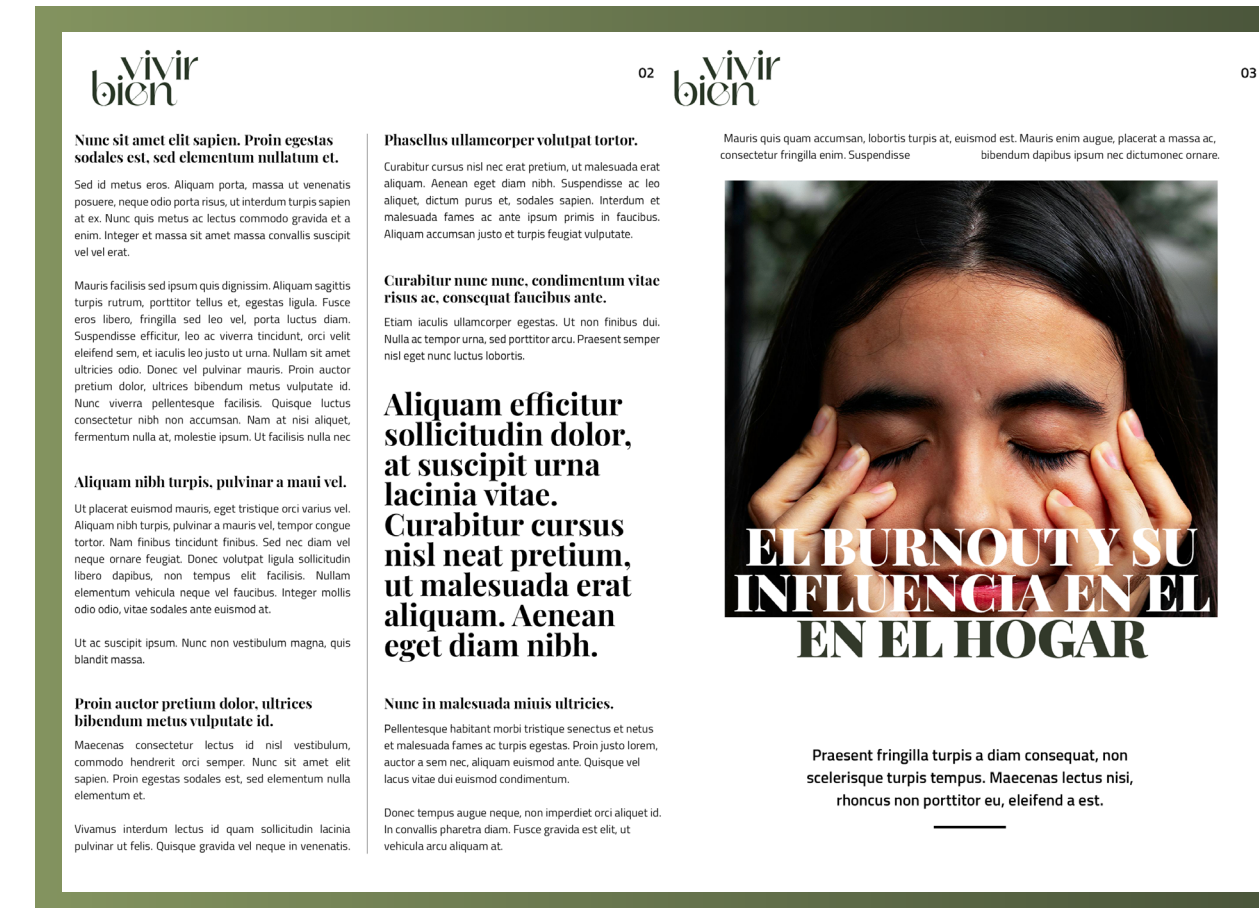 vivir
bien
02
Nunc sit amet elit sapien. Proin egestas
sodales est, sed elementum nullatum et.
Sed id metus eros. Aliquam porta, massa ut venenatis
posuere, neque odio porta risus, ut interdum turpis sapien
at ex. Nunc quis metus ac lectus commodo gravida et a
enim. Integer et massa sit amet massa convallis suscipit
vel vel erat.
Mauris facilisis sed ipsum quis dignissim. Aliquam sagittis
turpis rutrum, porttitor tellus et, egestas ligula. Fusce
eros libero, fringilla sed leo vel, porta luctus diam.
Suspendisse efficitur, leo ac viverra tincidunt, orci velit
eleifend sem, et iaculis leo justo ut urna. Nullam sit amet
ultricies odio. Donec vel pulvinar mauris. Proin auctor
pretium dolor, ultrices bibendum metus vulputate id.
Nunc viverra pellentesque facilisis. Quisque luctus
consectetur nibh non accumsan. Nam at nisi aliquet,
fermentum nulla at, molestie ipsum. Ut facilisis nulla nec
Aliquam nibh turpis, pulvinar a maui vel.
Ut placerat euismod mauris, eget tristique orci varius vel.
Aliquam nibh turpis, pulvinar a mauris vel, tempor congue
tortor. Nam finibus tincidunt finibus. Sed nec diam vel
neque ornare feugiat. Donec volutpat ligula sollicitudin
libero dapibus, non tempus elit facilisis. Nullam
elementum vehicula neque vel faucibus. Integer mollis
odio odio, vitae sodales ante euismod at.
Ut ac suscipit ipsum. Nunc non vestibulum magna, quis
blandit massa.
Proin auctor pretium dolor, ultrices
bibendum metus vulputate id.
Maecenas consectetur lectus id nisl vestibulum,
commodo hendrerit orci semper. Nunc sit amet elit
sapien. Proin egestas sodales est, sed elementum nulla
elementum et.
Vivamus interdum lectus id quam sollicitudin lacinia
pulvinar ut felis. Quisque gravida vel neque in venenatis.
Phasellus ullamcorper volutpat tortor.
Curabitur cursus nisl nec erat pretium, ut malesuada erat
aliquam. Aenean eget diam nibh. Suspendisse ac leo
aliquet, dictum purus et, sodales sapien. Interdum et
malesuada fames ac ante ipsum primis in faucibus.
Aliquam accumsan justo et turpis feugiat vulputate.
Curabitur nunc nunc, condimentum vitae
risus ac, consequat faucibus ante.
Etiam iaculis ullamcorper egestas. Ut non finibus dui.
Nulla ac tempor urna, sed porttitor arcu. Praesent semper
nisl eget nunc luctus lobortis.
Aliquam efficitur
sollicitudin dolor,
at suscipit urna
lacinia vitae.
Curabitur cursus
nisl neat pretium,
ut malesuada erat
aliquam. Aenean
eget diam nibh.
Nunc in malesuada miuis ultricies.
Pellentesque habitant morbi tristique senectus et netus
et malesuada fames ac turpis egestas. Proin justo lorem,
auctor a sem nec, aliquam euismod ante. Quisque vel
lacus vitae dui euismod condimentum.
Donec tempus augue neque, non imperdiet orci aliquet id.
In convallis pharetra diam. Fusce gravida est elit, ut
vehicula arcu aliquam at.
vivir
bien
03
Mauris quis quam accumsan, lobortis turpis at, euismod est. Mauris enim augue, placerat a massa ac,
consectetur fringilla enim. Suspendisse bibendum dapibus ipsum nec dictumonec ornare.
EL BURNOUT Y SU
INFLUENCIA EN EL
EN EL HOGAR
Praesent fringilla turpis a diam consequat, non
scelerisque turpis tempus. Maecenas lectus nisi,
rhoncus non porttitor eu, eleifend a est.